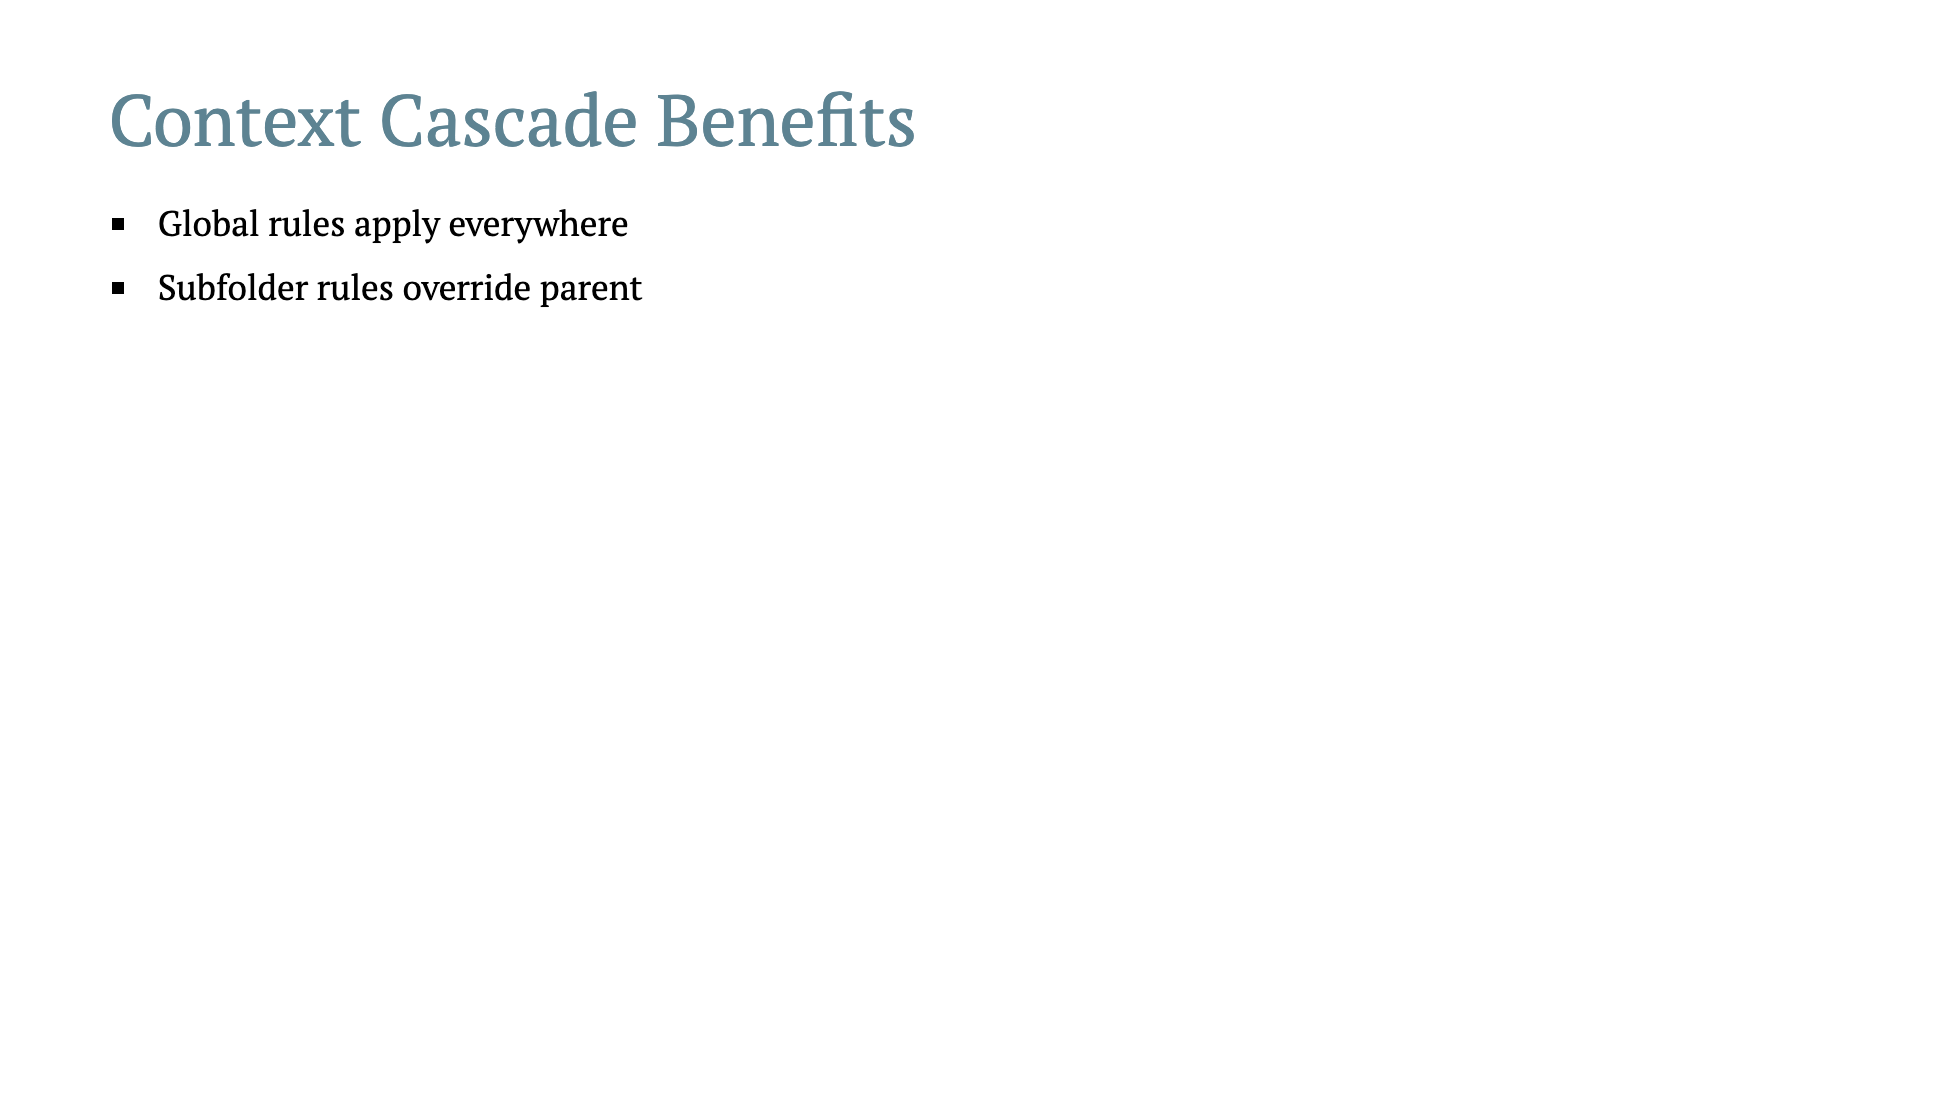 Context Cascade Benefits
▪ Global rules apply everywhere
▪ Subfolder rules override parent